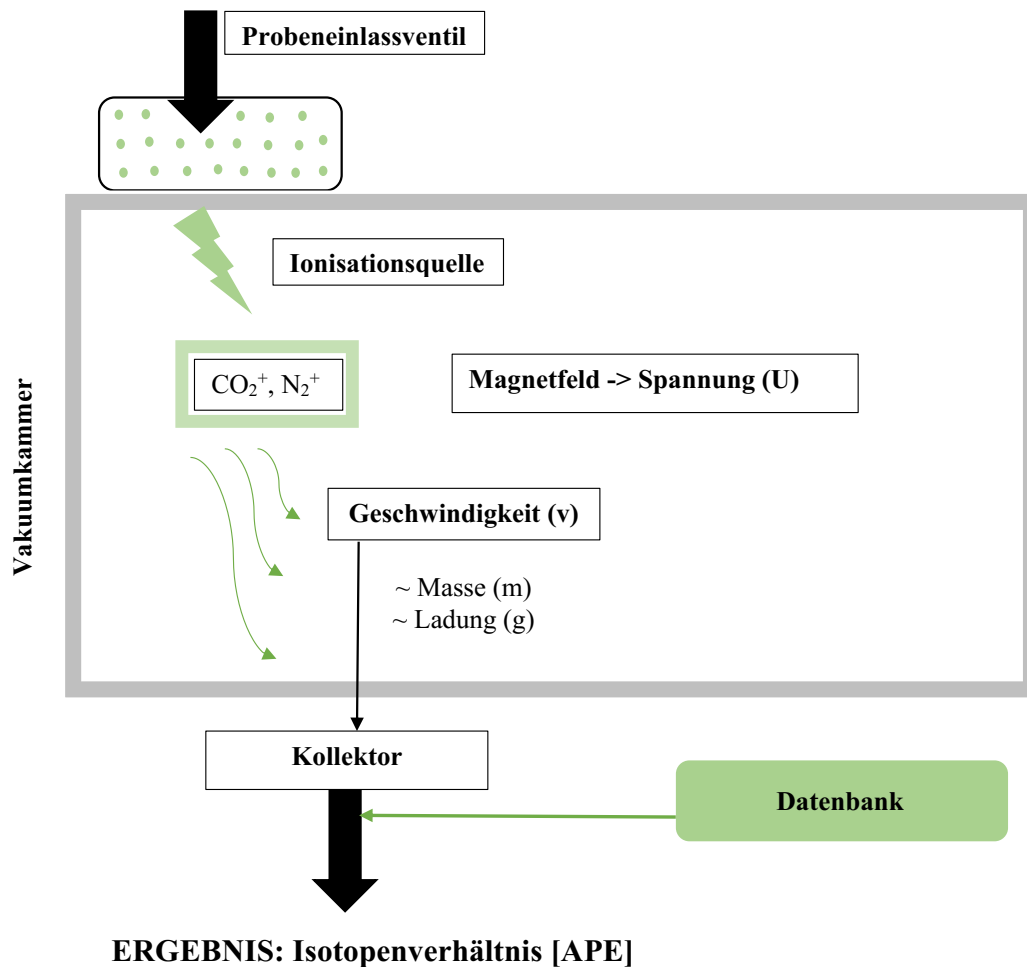 Probeneinlassventil
Ionisationsquelle
CO₂⁺, N₂⁺
Magnetfeld -> Spannung (U)
Vakuumkammer
Geschwindigkeit (v)
~ Masse (m)
~ Ladung (g)
Kollektor
Datenbank
ERGEBNIS: Isotopenverhältnis [APE]